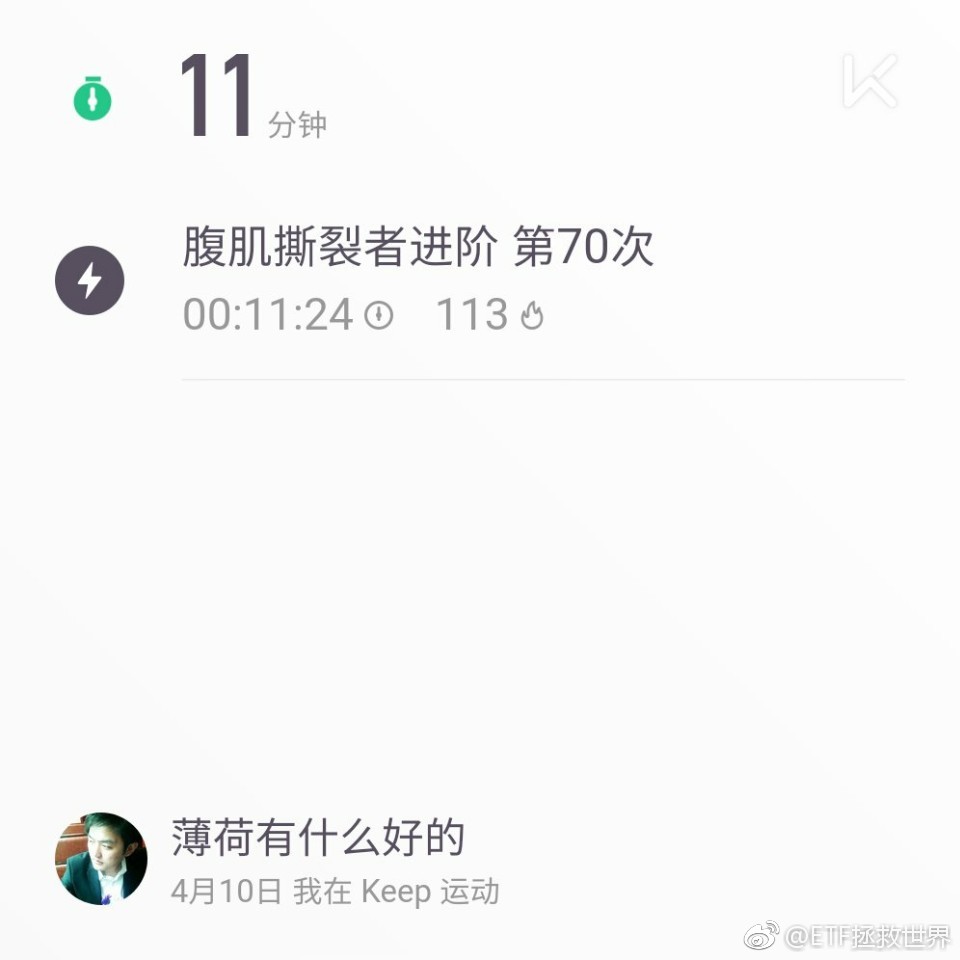 11 分钟
腹肌撕裂者进阶 第70次
00:11:24 113
薄荷有什么好的
4月10日 我在 Keep 运动
@ETF拯救世界